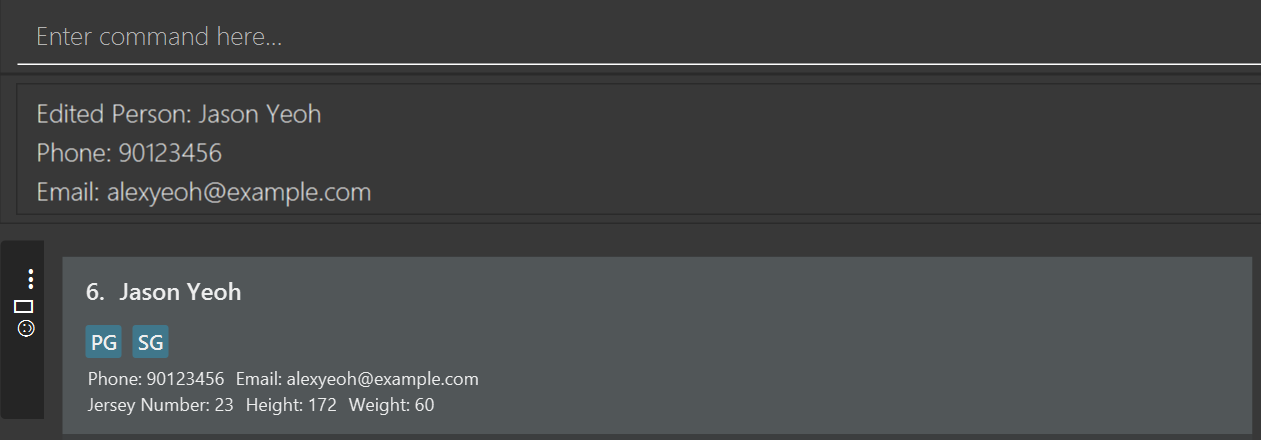 Enter command here...
Edited Person: Jason Yeoh
Phone: 90123456
Email: alexyeoh@example.com
6. Jason Yeoh
PG SG
Phone: 90123456 Email: alexyeoh@example.com
Jersey Number: 23 Height: 172 Weight: 60